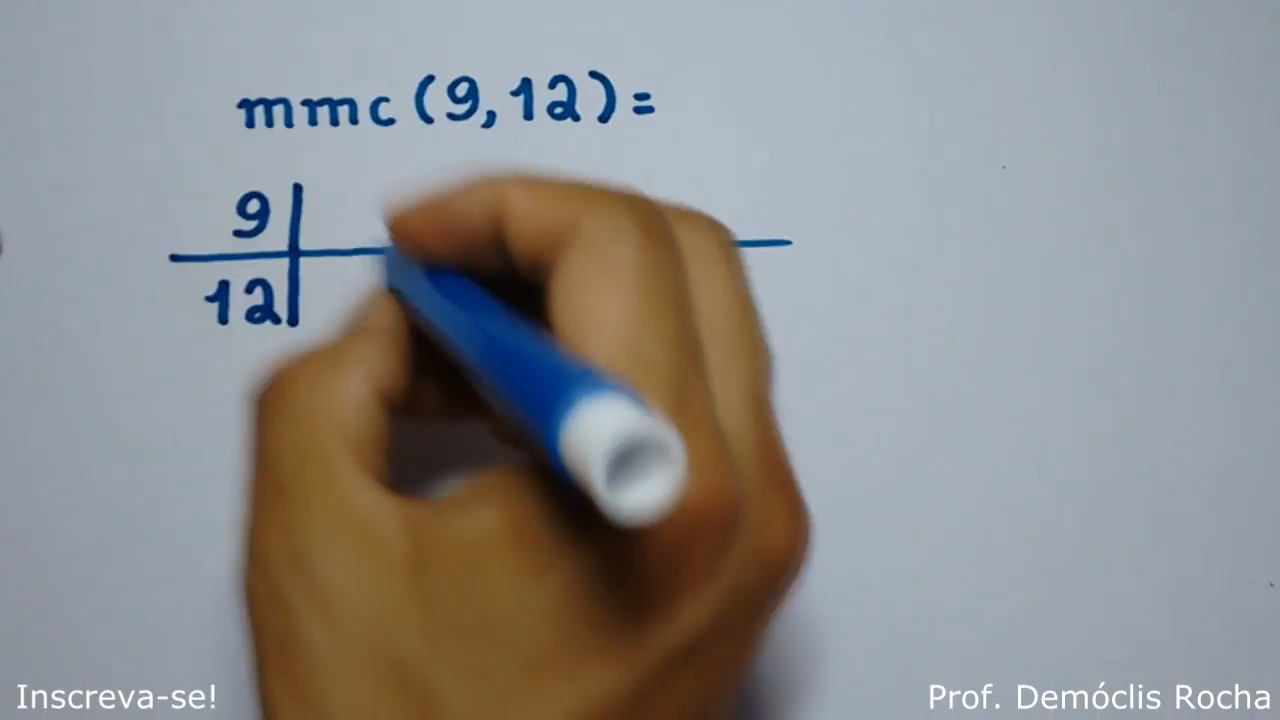 mmc (9,12) =
9
12
Inscreva-se!
Prof. Demóclis Rocha